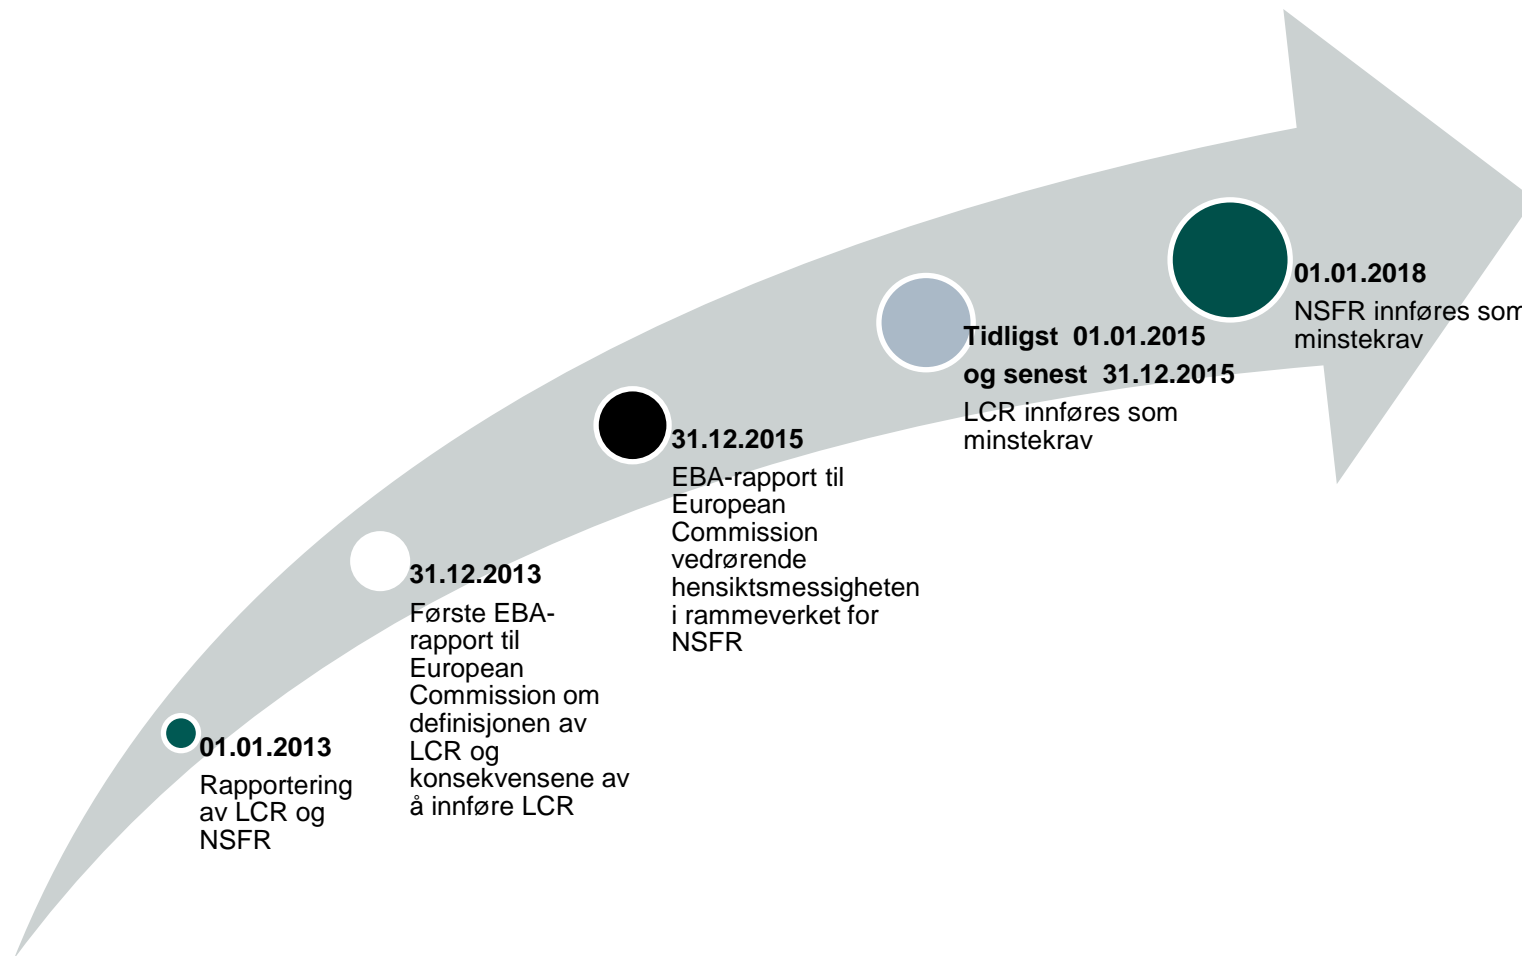 01.01.2013
Rapportering
av LCR og
NSFR
31.12.2013
Første EBA-
rapport til
European
Commission om
definisjonen av
LCR og
konsekvensene av
å innføre LCR
31.12.2015
EBA-rapport til
European
Commission
vedrørende
hensiktsmessigheten
i rammeverket for
NSFR
Tidligst 01.01.2015
og senest 31.12.2015
LCR innføres som
minstekrav
01.01.2018
NSFR innføres som
minstekrav